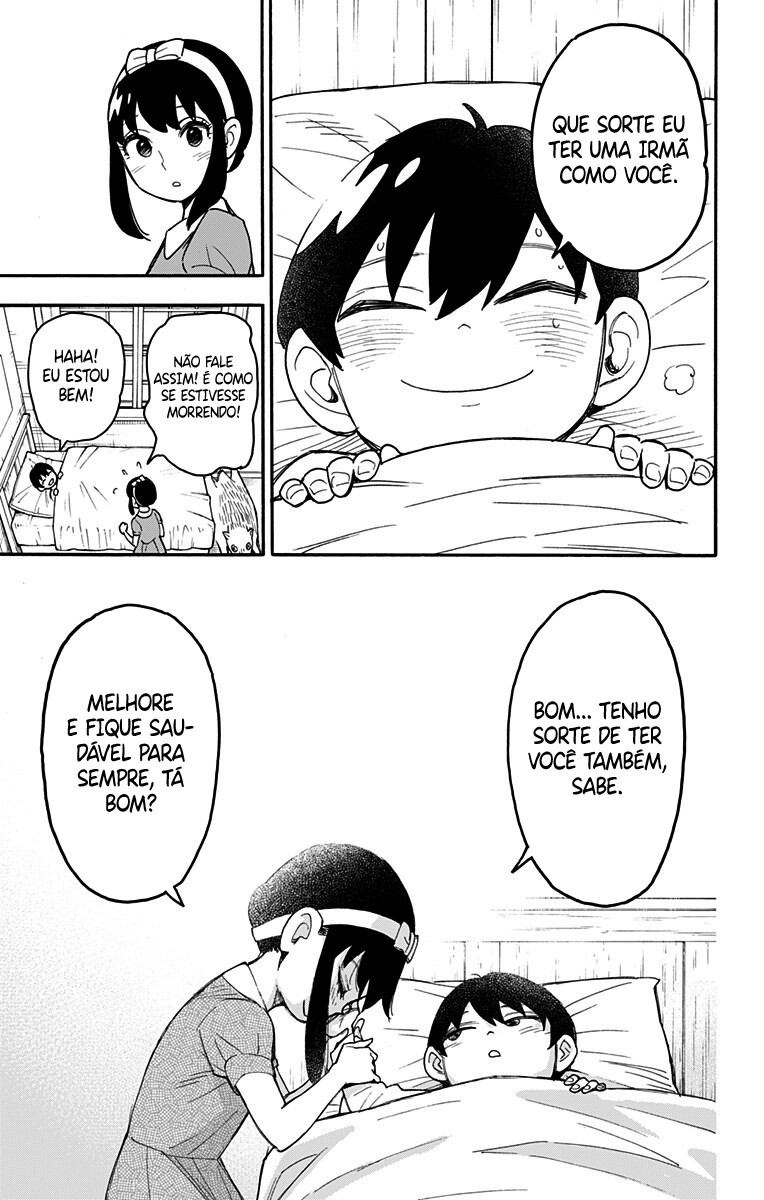 QUE SORTE EU
TER UMA IRMÃ
COMO VOCÊ.
NÃO FALE
ASSIM! É COMO
SE ESTIVESSE
MORRENDO!
HAHA!
EU ESTOU
BEM!
BOM... TENHO
SORTE DE TER
VOCÊ TAMBÉM,
SABE.
MELHORE
E FIQUE SAU-
DÁVEL PARA
SEMPRE, TÁ
BOM?